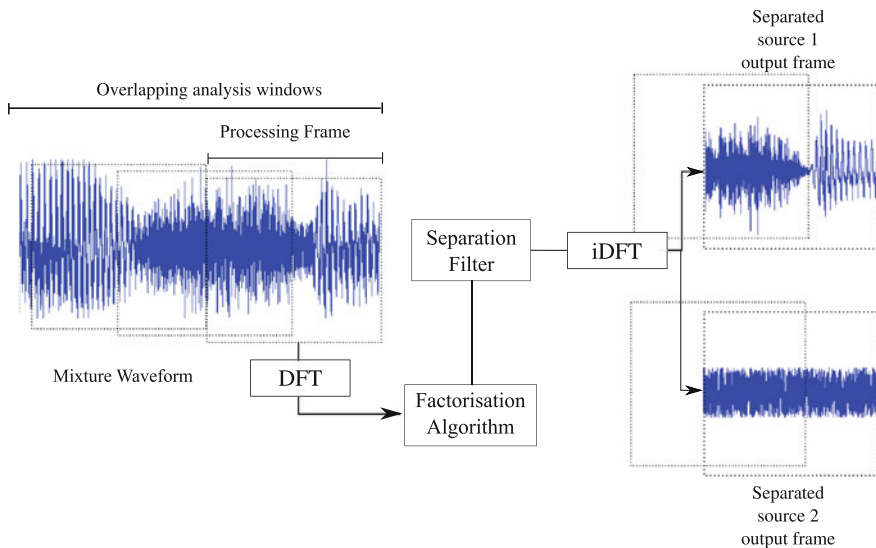 Separated
source 1
output frame
Overlapping analysis windows
Processing Frame
Separation
Filter
iDFT
Mixture Waveform
DFT
Factorisation
Algorithm
Separated
source 2
output frame